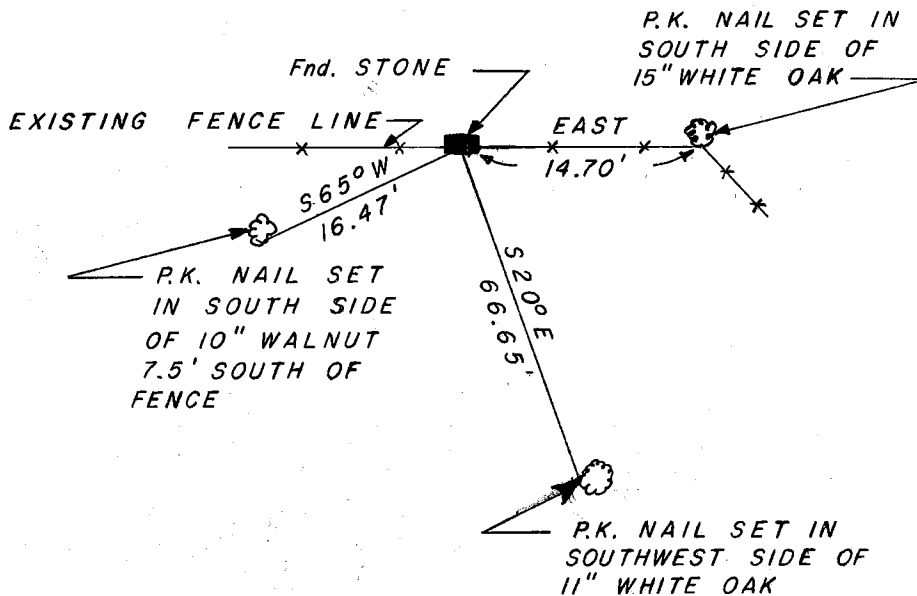 P.K. NAIL SET IN
SOUTH SIDE OF
15" WHITE OAK
Fnd. STONE
EXISTING FENCE LINE
EAST
14.70'
S 65° W
16.47'
P.K. NAIL SET
IN SOUTH SIDE
OF 10" WALNUT
7.5' SOUTH OF
FENCE
S 20° E
66.65'
P.K. NAIL SET IN
SOUTHWEST SIDE OF
11" WHITE OAK